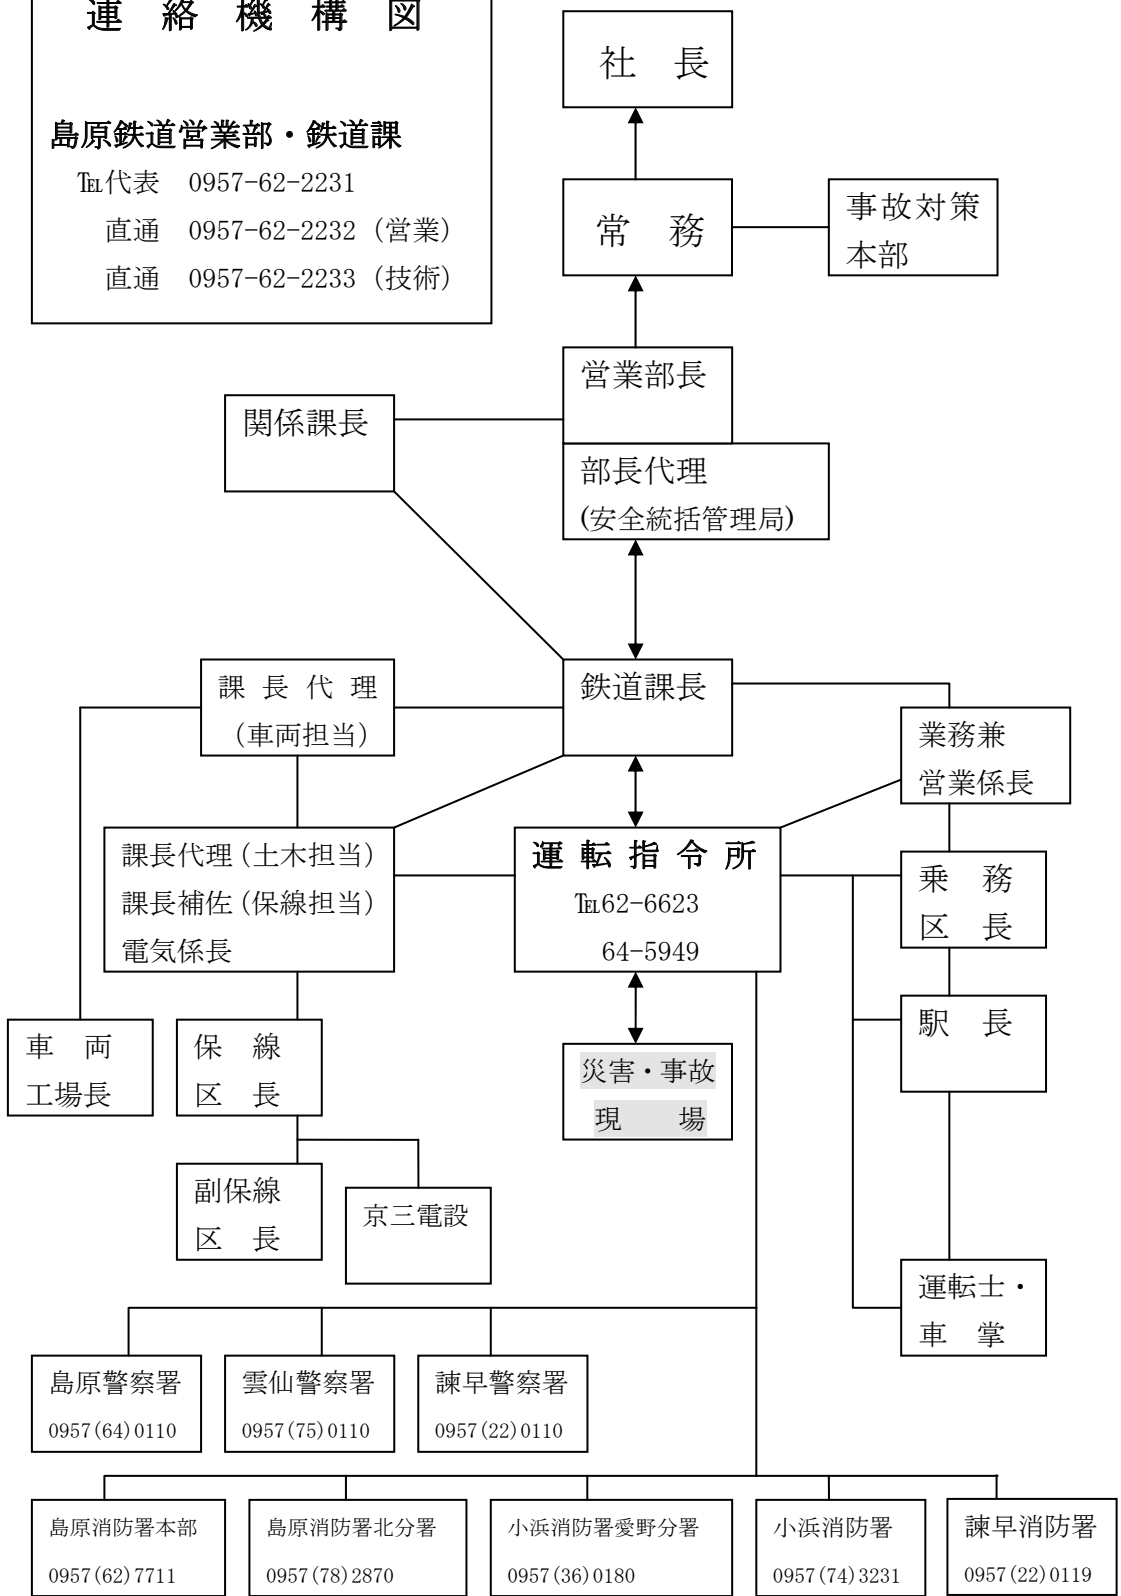 連絡機構図
島原鉄道営業部・鉄道課
℡代表 0957-62-2231
直通 0957-62-2232（営業）
直通 0957-62-2233（技術）
社 長
常 務
事故対策
本部
営業部長
関係課長
部長代理
(安全統括管理局)
課長代理
（車両担当）
鉄道課長
業務兼
営業係長
課長代理（土木担当）
課長補佐（保線担当）
電気係長
運転指令所
℡62-6623
64-5949
乗 務
区 長
車 両
工場長
保 線
区 長
災害・事故
現 場
駅 長
副保線
区 長
京三電設
運転士・
車 掌
島原警察署
0957(64)0110
雲仙警察署
0957(75)0110
諫早警察署
0957(22)0110
島原消防署本部
0957(62)7711
島原消防署北分署
0957(78)2870
小浜消防署愛野分署
0957(36)0180
小浜消防署
0957(74)3231
諫早消防署
0957(22)0119